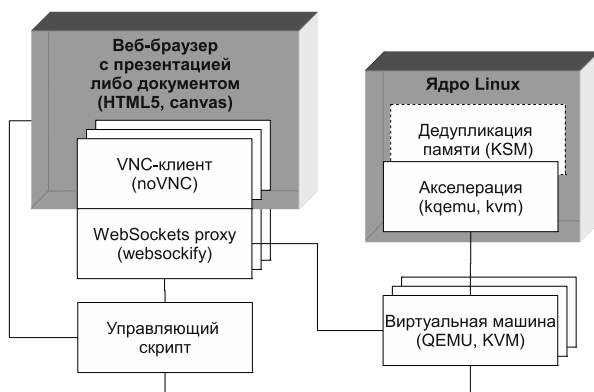 Веб-браузер
с презентацией
либо документом
(HTML5, canvas)
VNC-клиент
(noVNC)
WebSockets proxy
(websockify)
Управляющий
скрипт
Ядро Linux
Дедупликация
памяти (KSM)
Акселерация
(kqemu, kvm)
Виртуальная машина
(QEMU, KVM)